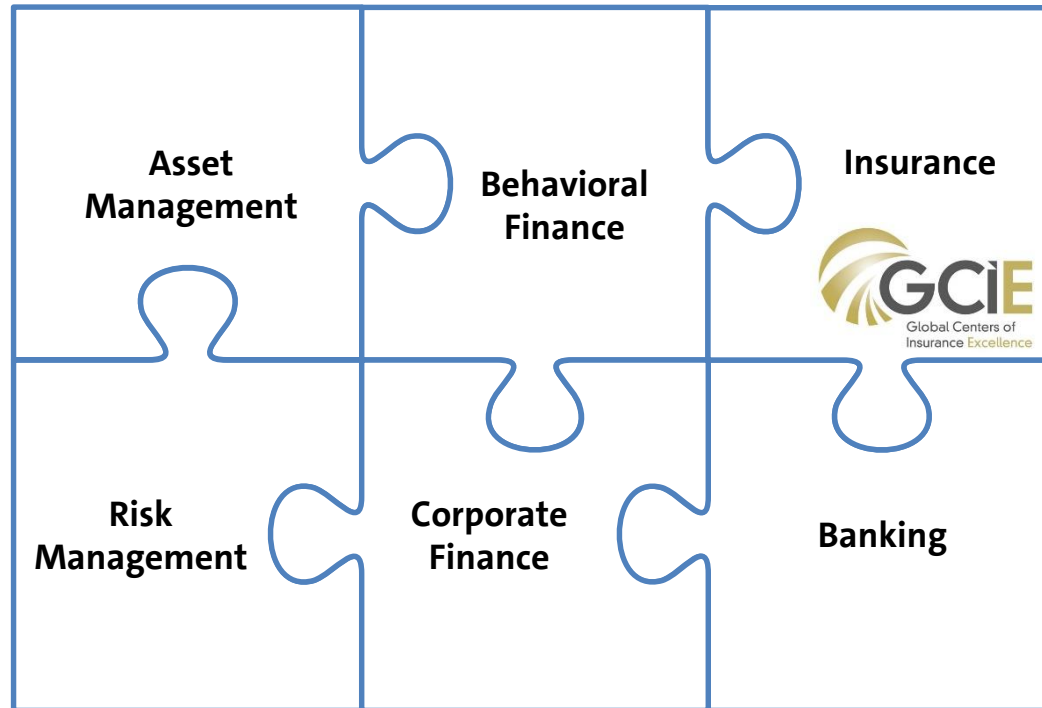 Asset
Management
Behavioral
Finance
Insurance
GCiE
Global Centers of
Insurance Excellence
Risk
Management
Corporate
Finance
Banking